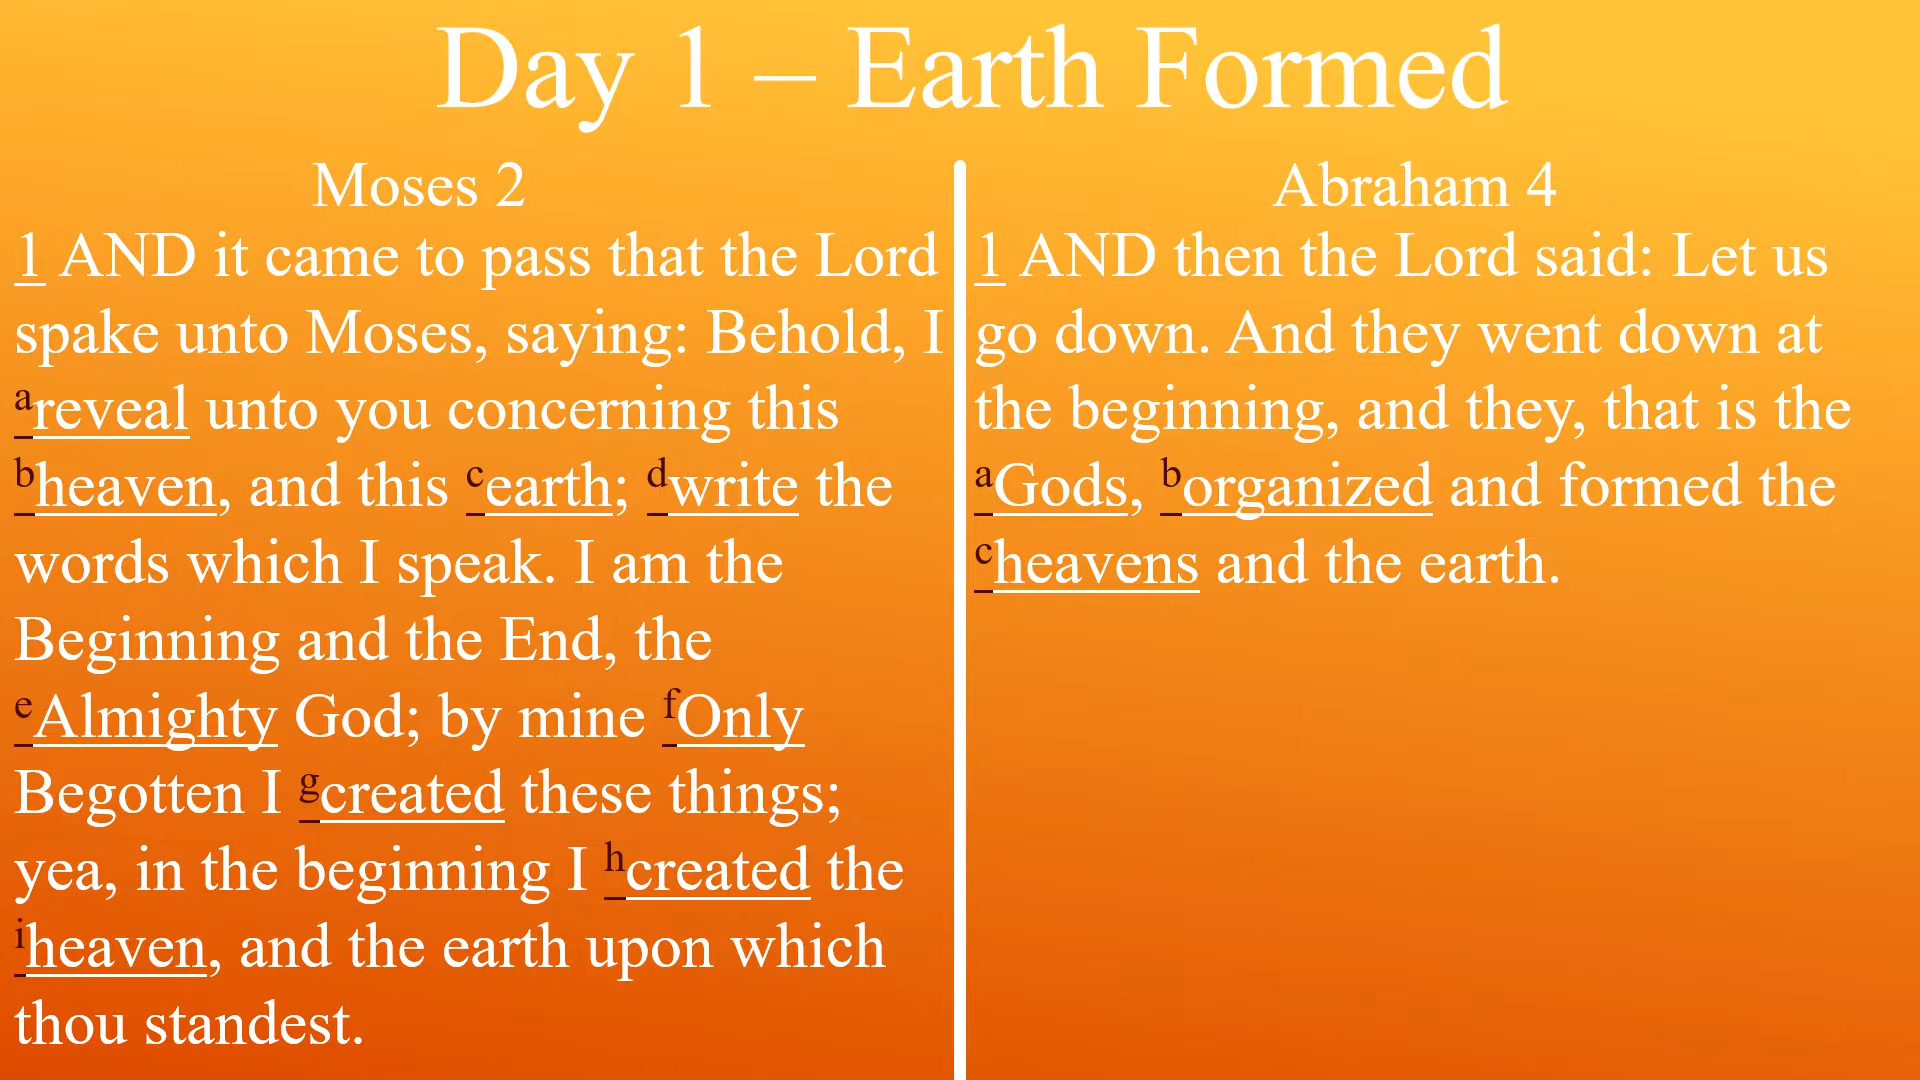 Day 1 – Earth Formed
Moses 2
1 AND it came to pass that the Lord
spake unto Moses, saying: Behold, I
areveal unto you concerning this
bheaven, and this cearth; dwrite the
words which I speak. I am the
Beginning and the End, the
eAlmighty God; by mine fOnly
Begotten I gcreated these things;
yea, in the beginning I hcreated the
iheaven, and the earth upon which
thou standest.
Abraham 4
1 AND then the Lord said: Let us
go down. And they went down at
the beginning, and they, that is the
aGods, borganized and formed the
cheavens and the earth.